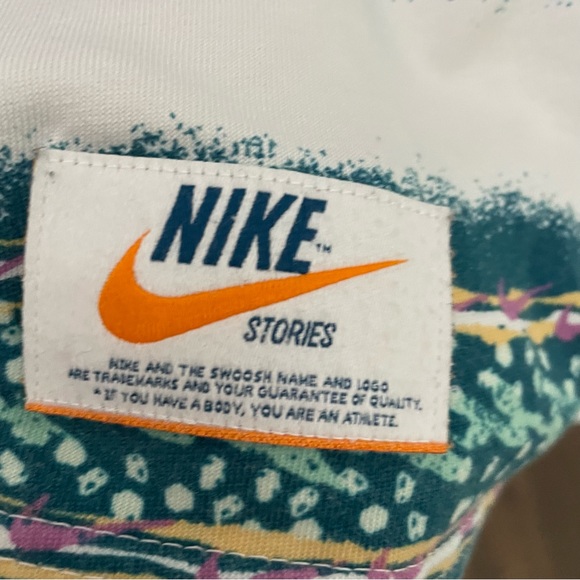 NIKE™
STORIES
NIKE AND THE SWOOSH NAME AND LOGO
ARE TRADEMARKS AND YOUR GUARANTEE OF QUALITY.
* IF YOU HAVE A BODY, YOU ARE AN ATHLETE.